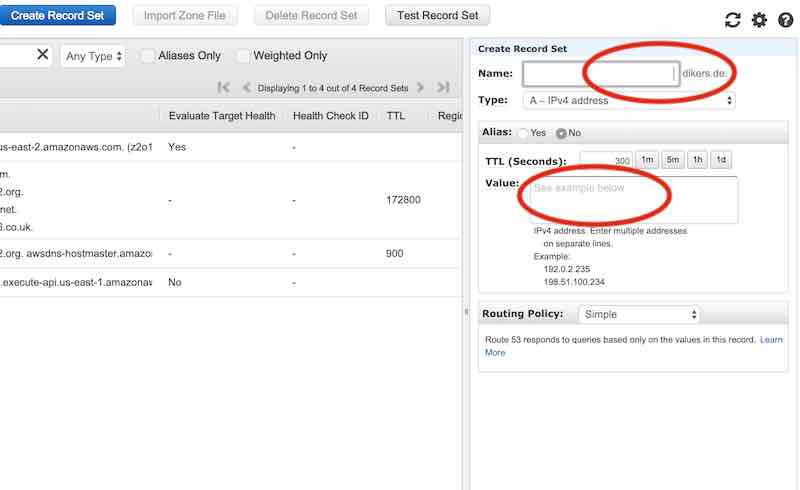 Create Record Set Import Zone File Delete Record Set Test Record Set
Any Type Aliases Only Weighted Only
Displaying 1 to 4 out of 4 Record Sets
Evaluate Target Health Health Check ID TTL Regio
us-east-2.amazonaws.com. (z2o1 Yes -
m.
2.org.
net.
6.co.uk.
- - 172800
2.org. awsdns-hostmaster.amazo - - 900
.execute-api.us-east-1.amazonaw No -
Create Record Set
Name: dikers.de.
Type: A – IPv4 address
Alias: Yes No
TTL (Seconds): 300 1m 5m 1h 1d
Value: See example below
IPv4 address. Enter multiple addresses
on separate lines.
Example:
192.0.2.235
198.51.100.234
Routing Policy: Simple
Route 53 responds to queries based only on the values in this record. Learn
More